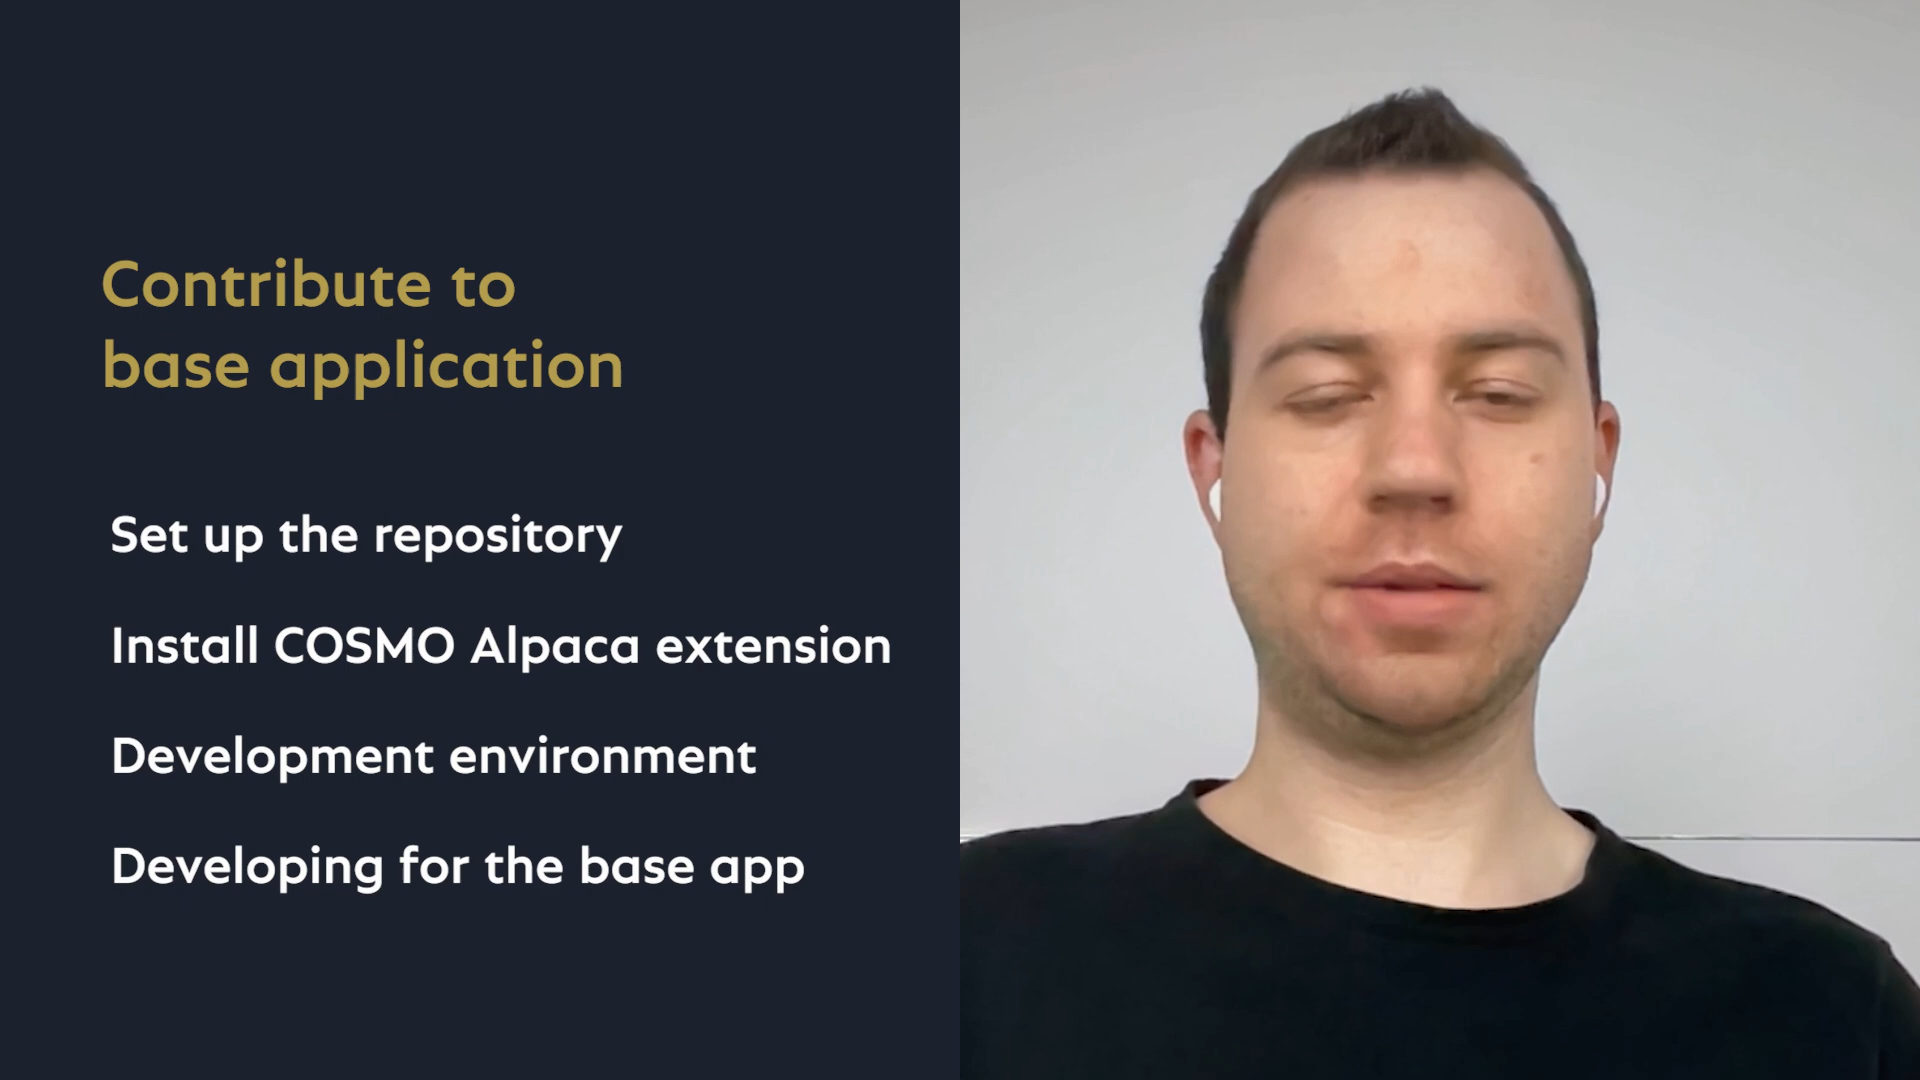 Contribute to
base application
Set up the repository
Install COSMO Alpaca extension
Development environment
Developing for the base app